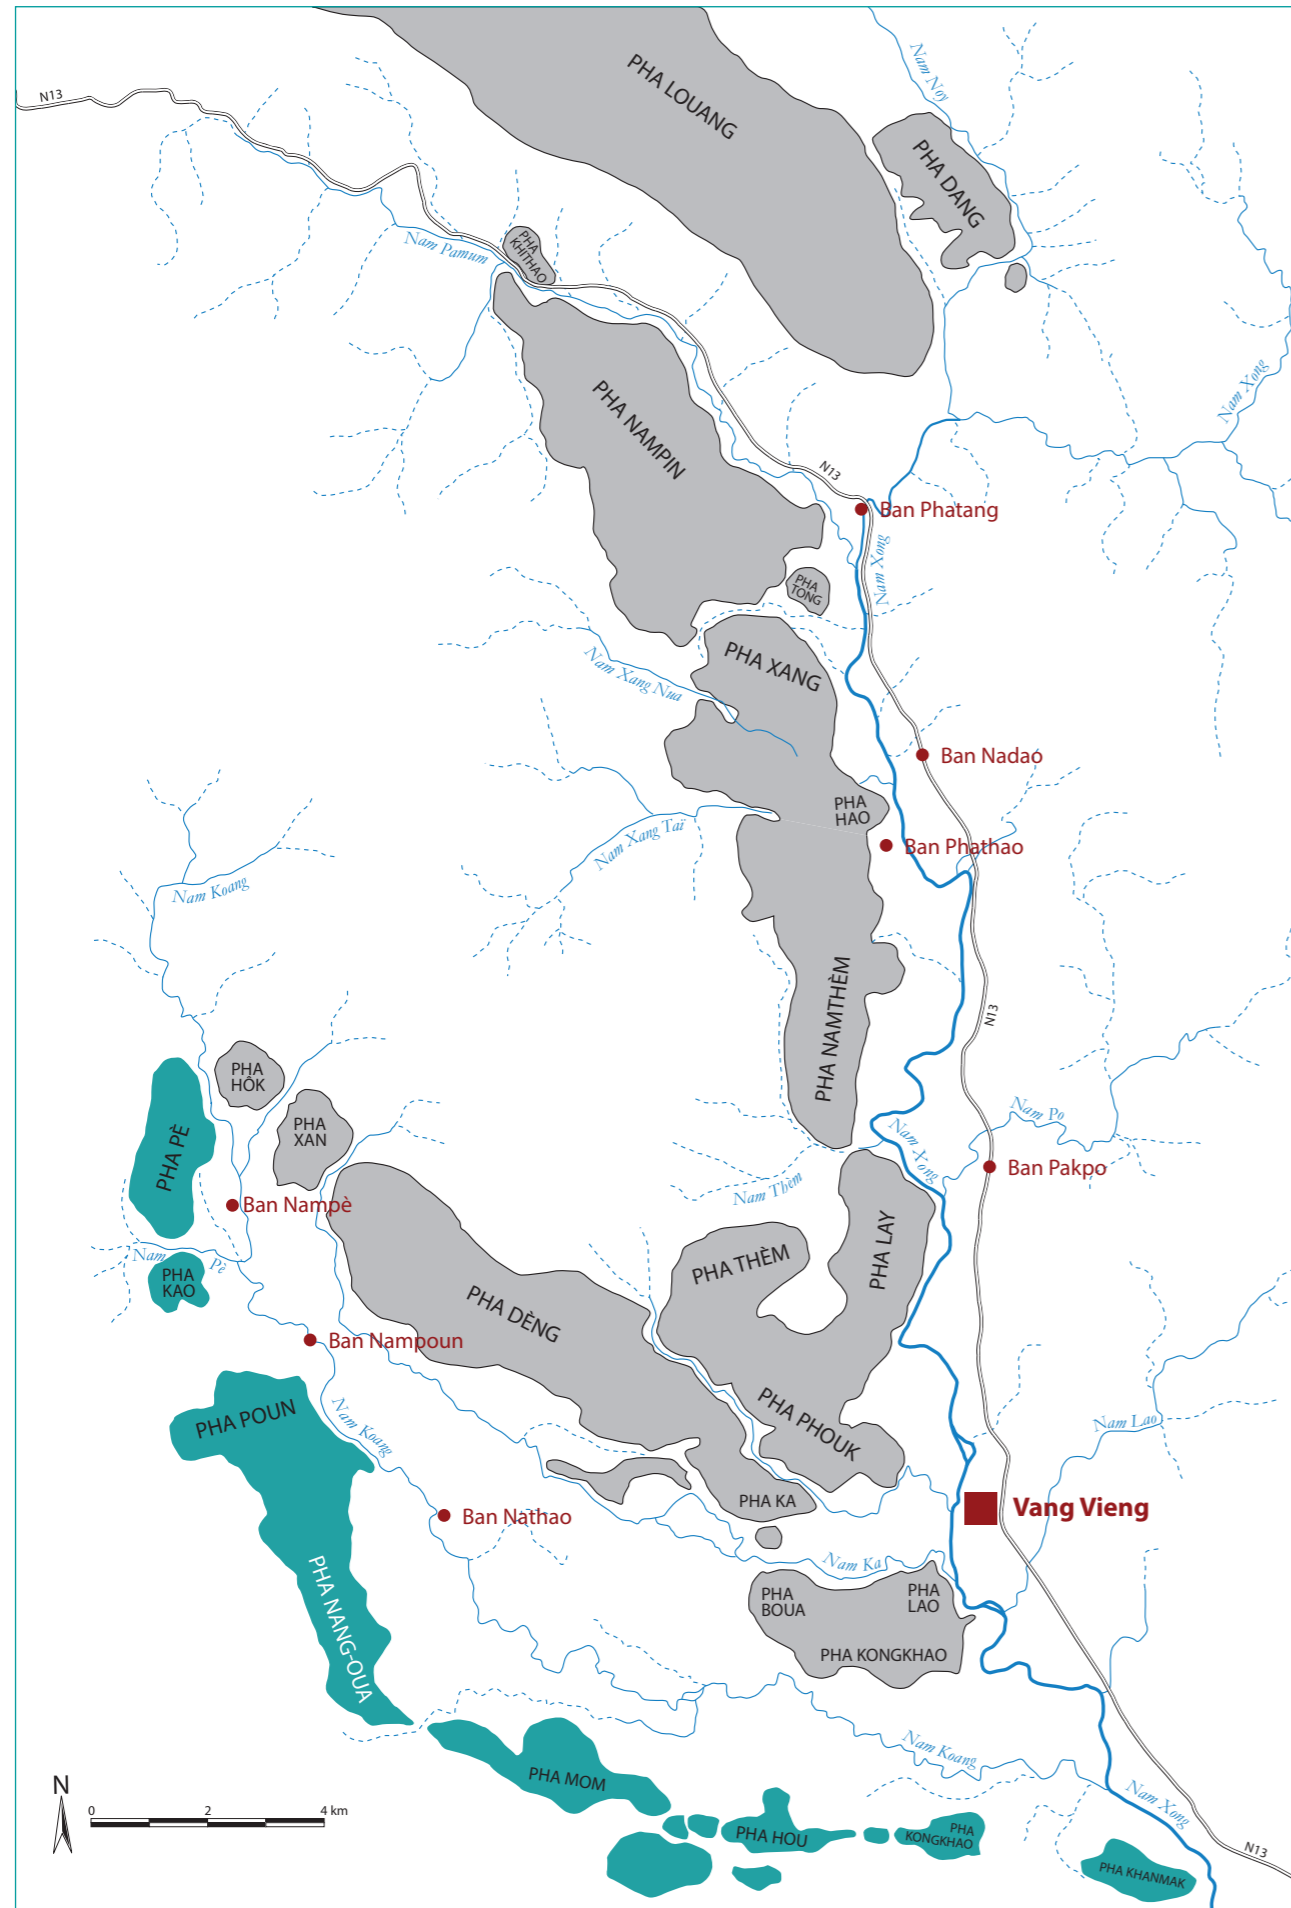 N13
PHA LOUANG
Nam Noy
PHA DANG
Nam Pamum
PHA
KHITHAO
Nam Xong
PHA NAMPIN
N13
Ban Phatang
Nam Xong
PHA
TONG
PHA XANG
Nam Xang Nua
Ban Nadao
PHA
HAO
Nam Xang Taï
Ban Phathao
Nam Koang
PHA NAMTHÈM
N13
PHA
HÔK
PHA
XAN
PHA PÈ
Nam Po
Nam Xong
Ban Pakpo
Nam Thèm
Ban Nampè
PHA LAY
PHA THÈM
Nam Pè
PHA
KAO
PHA DÈNG
Ban Nampoun
PHA POUN
Nam Koang
PHA PHOUK
Nam Lao
PHA KA
Vang Vieng
Ban Nathao
Nam Ka
PHA NANG-OUA
PHA
BOUA
PHA
LAO
PHA KONGKHAO
Nam Koang
PHA MOM
N
0 2 4 km
Nam Xong
PHA HOU
PHA
KONGKHAO
N13
PHA KHANMAK